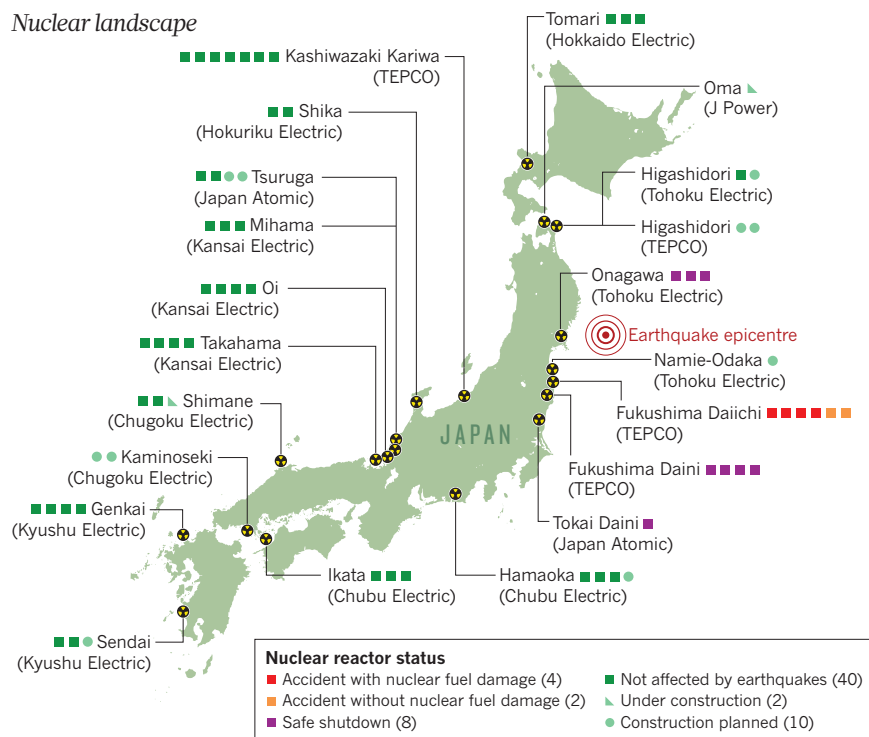 Nuclear landscape
Tomari
(Hokkaido Electric)
Kashiwazaki Kariwa
(TEPCO)
Oma
(J Power)
Shika
(Hokuriku Electric)
Tsuruga
(Japan Atomic)
Higashidori
(Tohoku Electric)
Mihama
(Kansai Electric)
Higashidori
(TEPCO)
Oi
(Kansai Electric)
Onagawa
(Tohoku Electric)
Takahama
(Kansai Electric)
Earthquake epicentre
Namie-Odaka
(Tohoku Electric)
Shimane
(Chugoku Electric)
Fukushima Daiichi
(TEPCO)
JAPAN
Kaminoseki
(Chugoku Electric)
Fukushima Daini
(TEPCO)
Genkai
(Kyushu Electric)
Tokai Daini
(Japan Atomic)
Ikata
(Chubu Electric)
Hamaoka
(Chubu Electric)
Sendai
(Kyushu Electric)
Nuclear reactor status
Accident with nuclear fuel damage (4)
Accident without nuclear fuel damage (2)
Safe shutdown (8)
Not affected by earthquakes (40)
Under construction (2)
Construction planned (10)